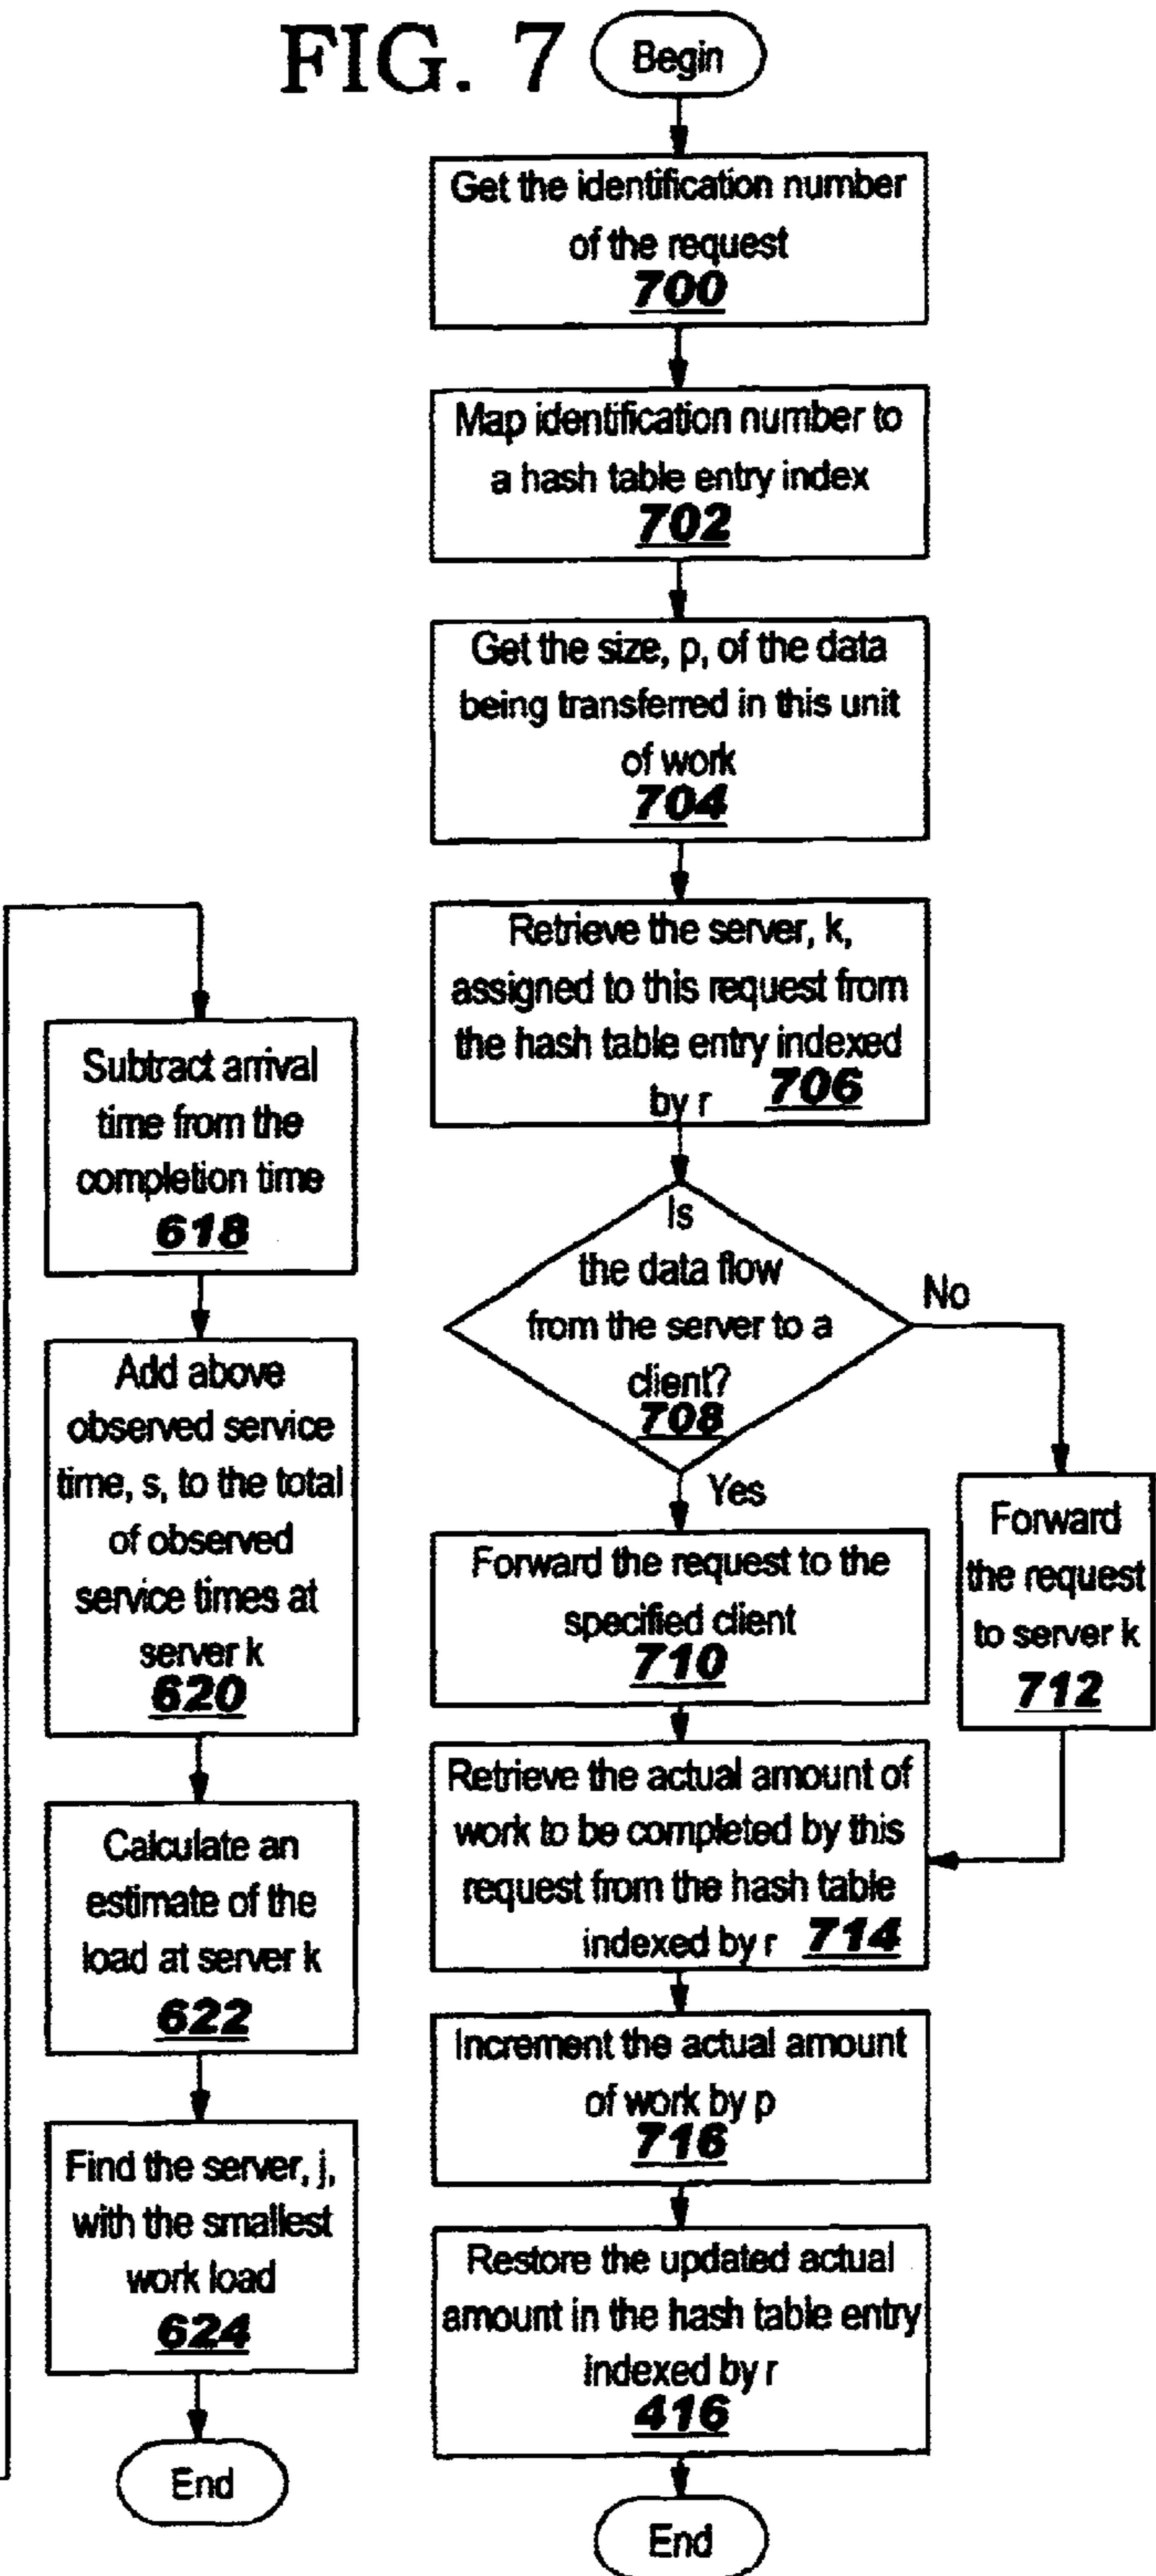 FIG. 7
Begin
Get the identification number
of the request
700
Map identification number to
a hash table entry index
702
Get the size, p, of the data
being transferred in this unit
of work
704
Retrieve the server, k,
assigned to this request from
the hash table entry indexed
by r 706
Is
the data flow
from the server to a
client?
708
No
Yes
Forward the request to the
specified client
710
Forward
the request
to server k
712
Retrieve the actual amount of
work to be completed by this
request from the hash table
indexed by r 714
Increment the actual amount
of work by p
716
Restore the updated actual
amount in the hash table entry
indexed by r
416
End
Subtract arrival
time from the
completion time
618
Add above
observed service
time, s, to the total
of observed
service times at
server k
620
Calculate an
estimate of the
load at server k
622
Find the server, j,
with the smallest
work load
624
End